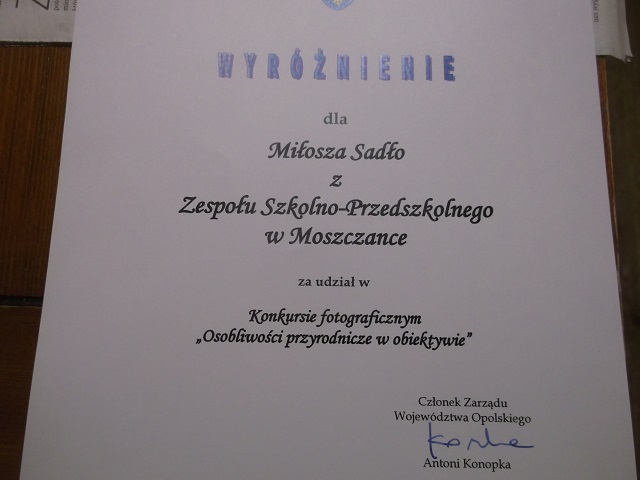 WYRÓŻNIENIE
dla
Miłosza Sadło
z
Zespołu Szkolno-Przedszkolnego
w Moszczance
za udział w
Konkursie fotograficznym
„Osobliwości przyrodnicze w obiektywie”
Członek Zarządu
Województwa Opolskiego
Antoni Konopka